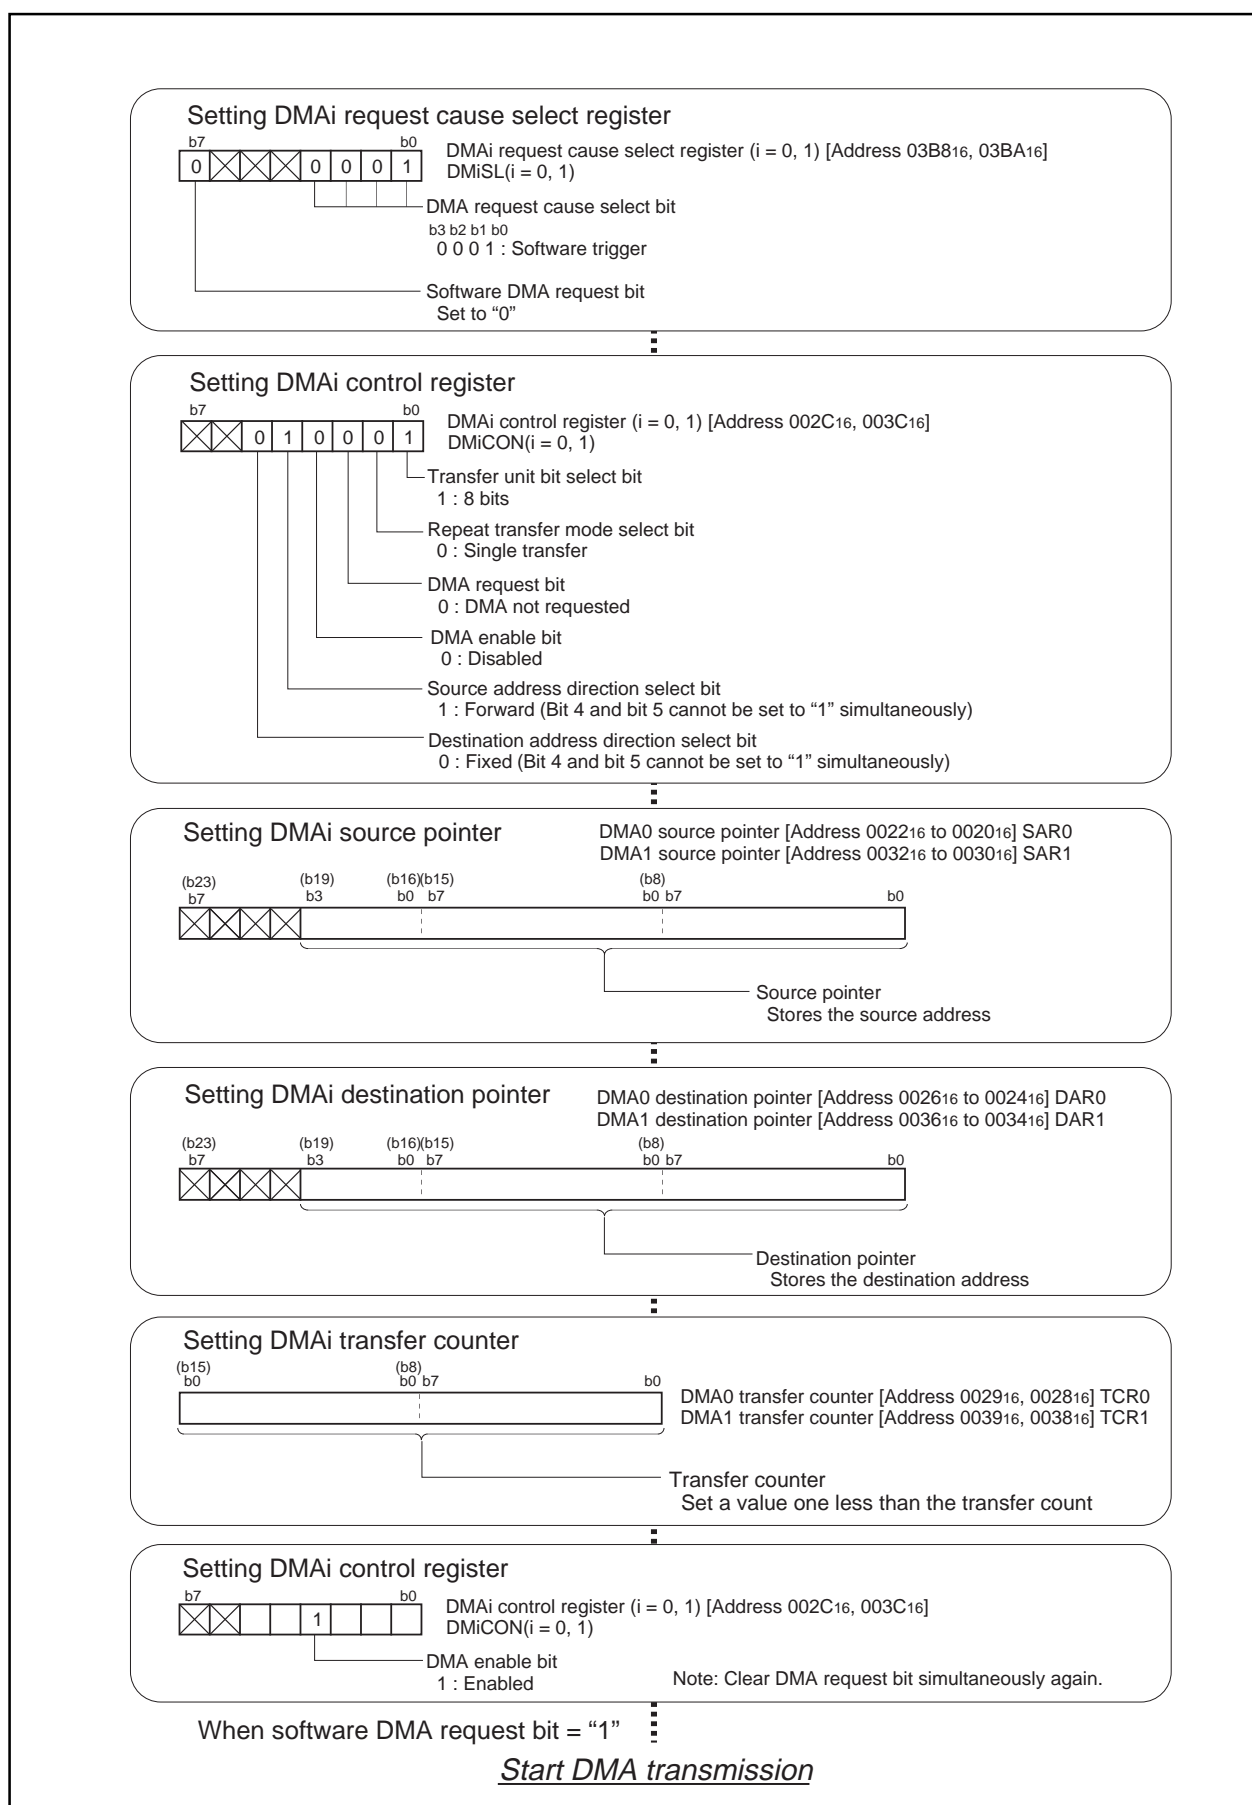 Setting DMAi request cause select register
b7 b0
0 0 0 0 1
DMAi request cause select register (i = 0, 1) [Address 03B816, 03BA16]
DMiSL(i = 0, 1)
DMA request cause select bit
b3 b2 b1 b0
0 0 0 1 : Software trigger
Software DMA request bit
Set to “0”
Setting DMAi control register
b7 b0
0 1 0 0 0 1
DMAi control register (i = 0, 1) [Address 002C16, 003C16]
DMiCON(i = 0, 1)
Transfer unit bit select bit
1 : 8 bits
Repeat transfer mode select bit
0 : Single transfer
DMA request bit
0 : DMA not requested
DMA enable bit
0 : Disabled
Source address direction select bit
1 : Forward (Bit 4 and bit 5 cannot be set to “1” simultaneously)
Destination address direction select bit
0 : Fixed (Bit 4 and bit 5 cannot be set to “1” simultaneously)
Setting DMAi source pointer
DMA0 source pointer [Address 002216 to 002016] SAR0
DMA1 source pointer [Address 003216 to 003016] SAR1
(b23) (b19) (b16)(b15) (b8)
b7 b3 b0 b7 b0 b7 b0
Source pointer
Stores the source address
Setting DMAi destination pointer
DMA0 destination pointer [Address 002616 to 002416] DAR0
DMA1 destination pointer [Address 003616 to 003416] DAR1
(b23) (b19) (b16)(b15) (b8)
b7 b3 b0 b7 b0 b7 b0
Destination pointer
Stores the destination address
Setting DMAi transfer counter
(b15) (b8)
b0 b0 b7 b0
DMA0 transfer counter [Address 002916, 002816] TCR0
DMA1 transfer counter [Address 003916, 003816] TCR1
Transfer counter
Set a value one less than the transfer count
Setting DMAi control register
b7 b0
1
DMAi control register (i = 0, 1) [Address 002C16, 003C16]
DMiCON(i = 0, 1)
DMA enable bit
1 : Enabled
Note: Clear DMA request bit simultaneously again.
When software DMA request bit = “1”
Start DMA transmission